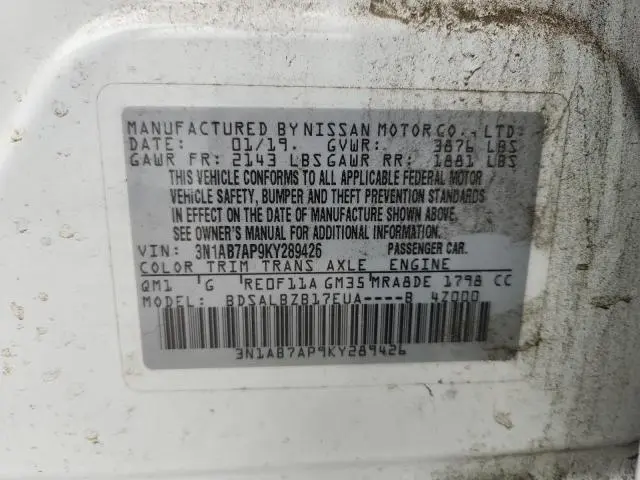 MANUFACTURED BY NISSAN MOTOR CO., LTD.
DATE: 01/19. GVWR: 3876 LBS
GAWR FR: 2143 LBS GAWR RR: 1881 LBS
THIS VEHICLE CONFORMS TO ALL APPLICABLE FEDERAL MOTOR
VEHICLE SAFETY, BUMPER AND THEFT PREVENTION STANDARDS
IN EFFECT ON THE DATE OF MANUFACTURE SHOWN ABOVE.
SEE OWNER'S MANUAL FOR ADDITIONAL INFORMATION.
VIN: 3N1AB7AP9KY289426 PASSENGER CAR.
COLOR TRIM TRANS AXLE ENGINE
QM1 G RE0F11A GM35 MRA8DE 1798 CC
MODEL: BDSALBZB17EUA----B 4Z000
3N1AB7AP9KY289426